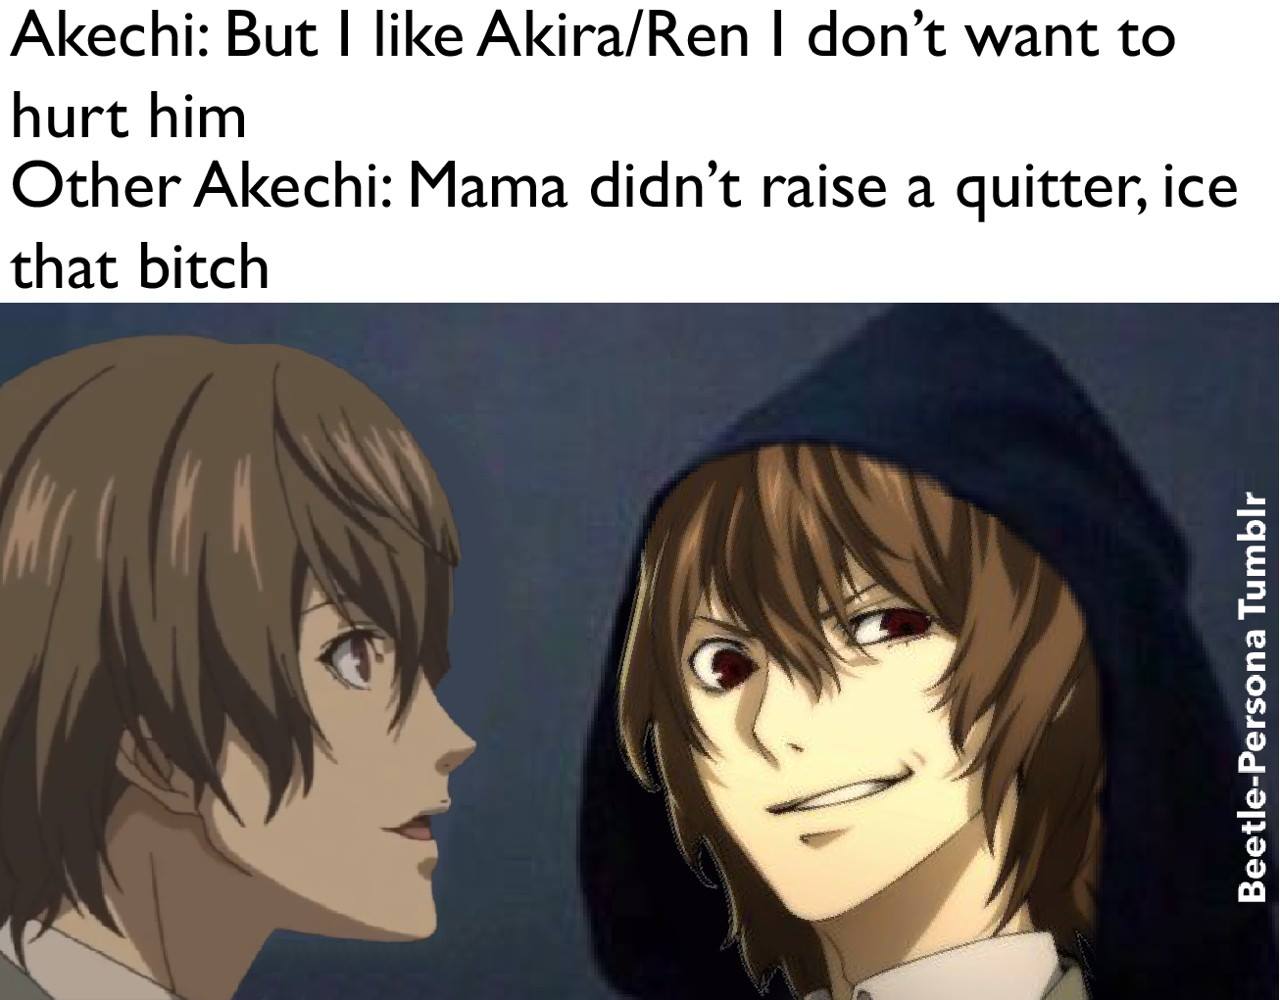 Akechi: But I like Akira/Ren I don’t want to
hurt him
Other Akechi: Mama didn’t raise a quitter, ice
that bitch
Beetle-Persona Tumblr